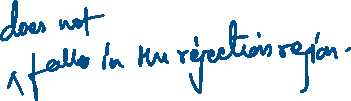 does not
falls in the rejection region.